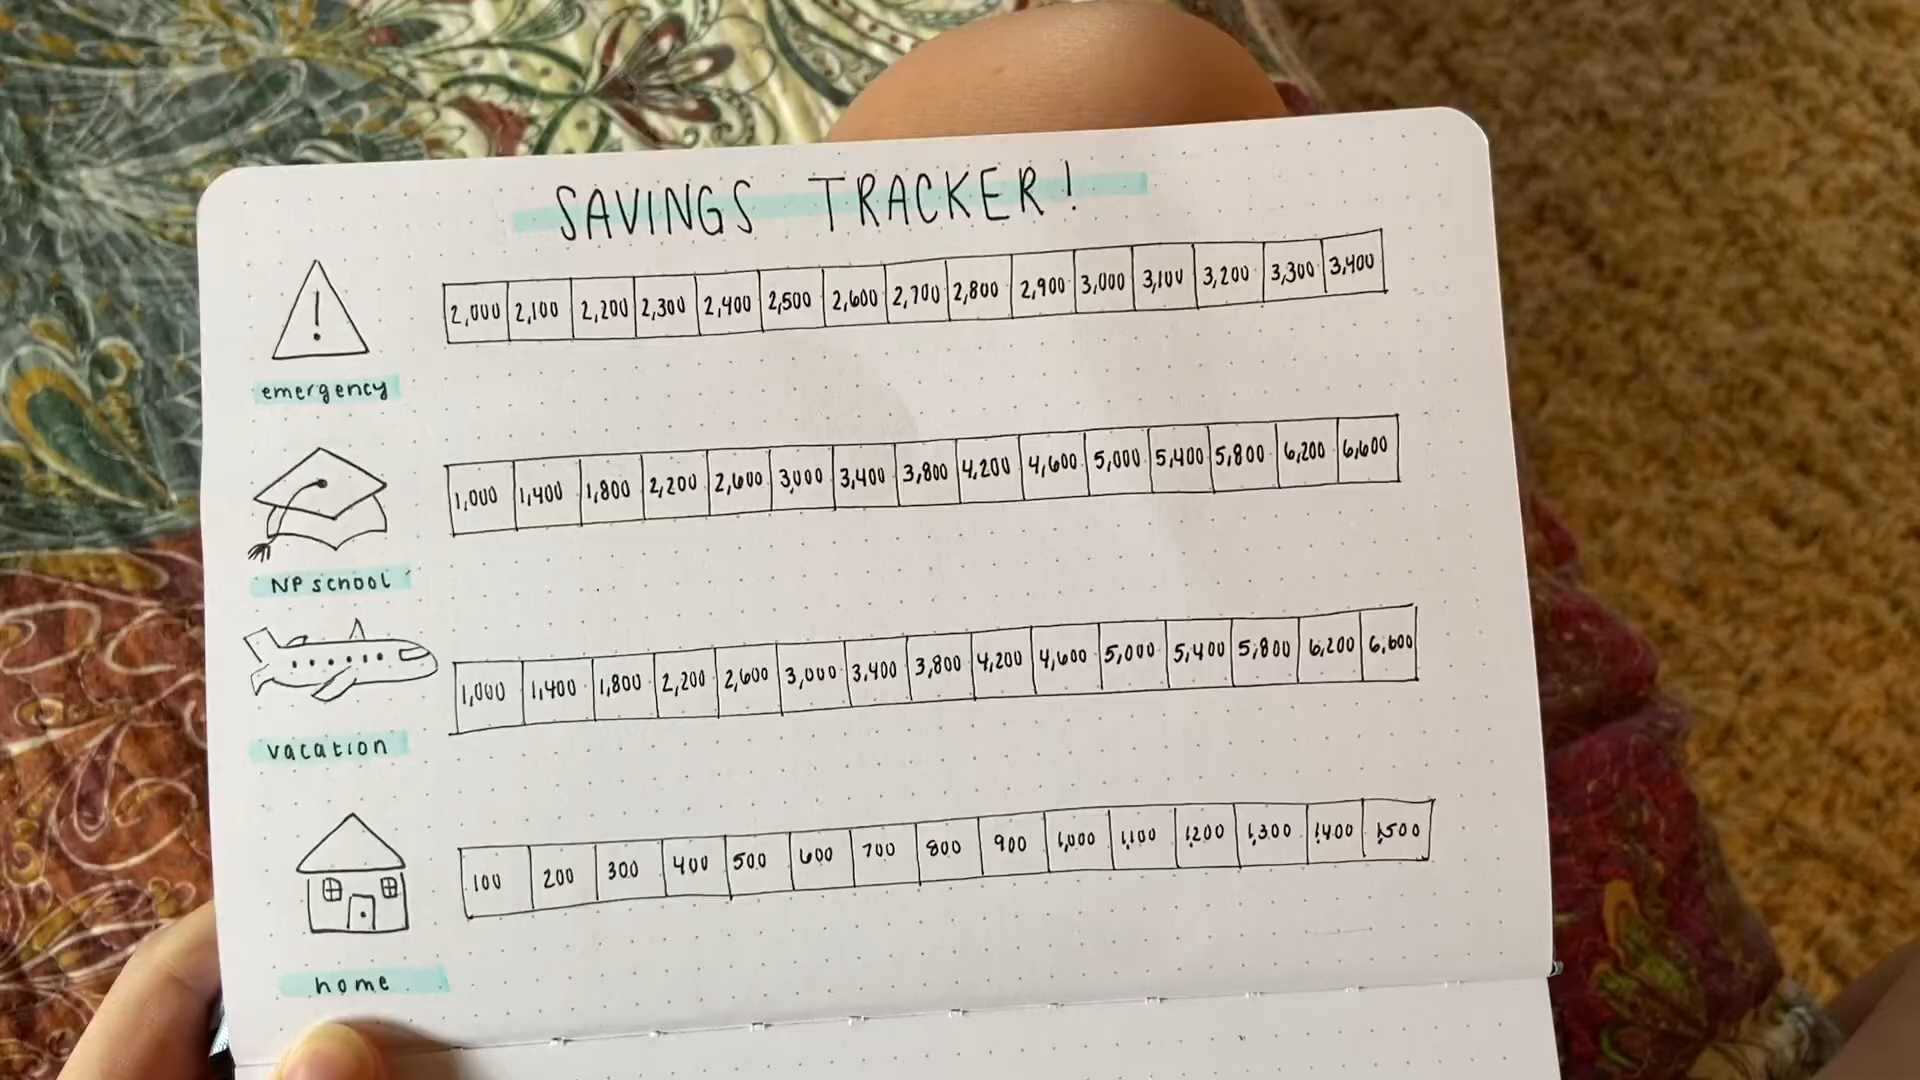 SAVINGS TRACKER!
2,000 2,100 2,200 2,300 2,400 2,500 2,600 2,700 2,800 2,900 3,000 3,100 3,200 3,300 3,400
emergency
1,000 1,400 1,800 2,200 2,600 3,000 3,400 3,800 4,200 4,600 5,000 5,400 5,800 6,200 6,600
NP school
1,000 1,400 1,800 2,200 2,600 3,000 3,400 3,800 4,200 4,600 5,000 5,400 5,800 6,200 6,600
vacation
100 200 300 400 500 600 700 800 900 1,000 1,100 1,200 1,300 1,400 1,500
home